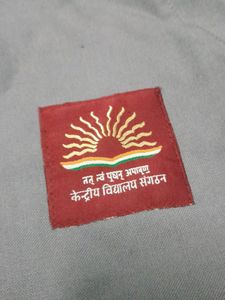 तत् त्वं पूषन् अपावृणु
केन्द्रीय विद्यालय संगठन